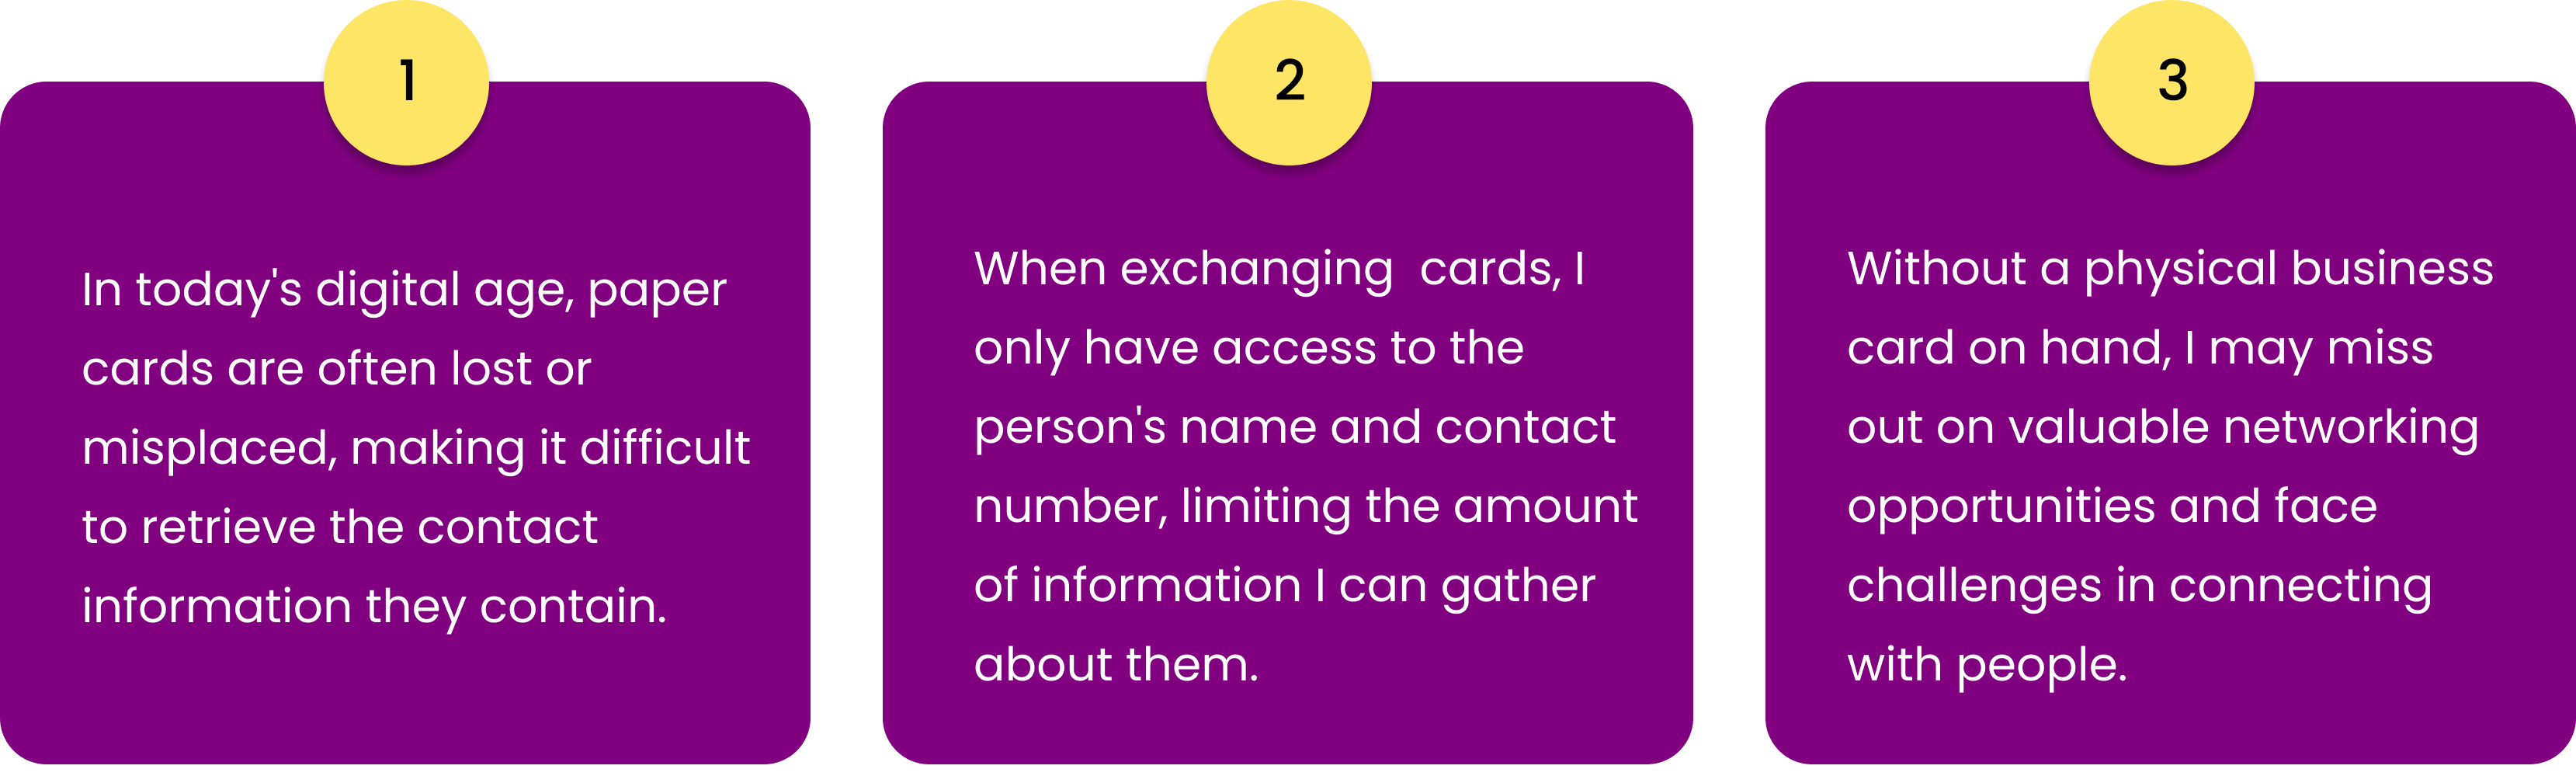 1
In today's digital age, paper
cards are often lost or
misplaced, making it difficult
to retrieve the contact
information they contain.
2
When exchanging  cards, I
only have access to the
person's name and contact
number, limiting the amount
of information I can gather
about them.
3
Without a physical business
card on hand, I may miss
out on valuable networking
opportunities and face
challenges in connecting
with people.